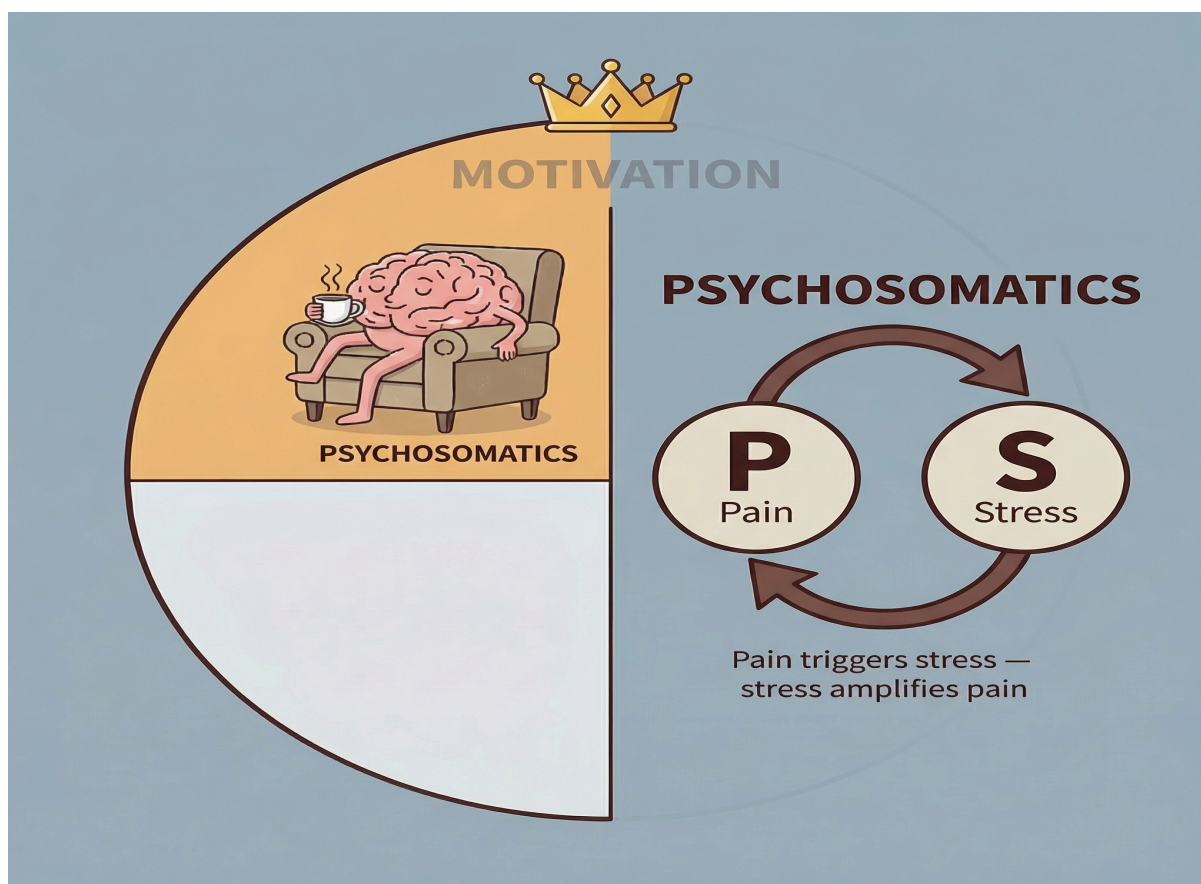 MOTIVATION
PSYCHOSOMATICS
PSYCHOSOMATICS
P
Pain
S
Stress
Pain triggers stress —
stress amplifies pain